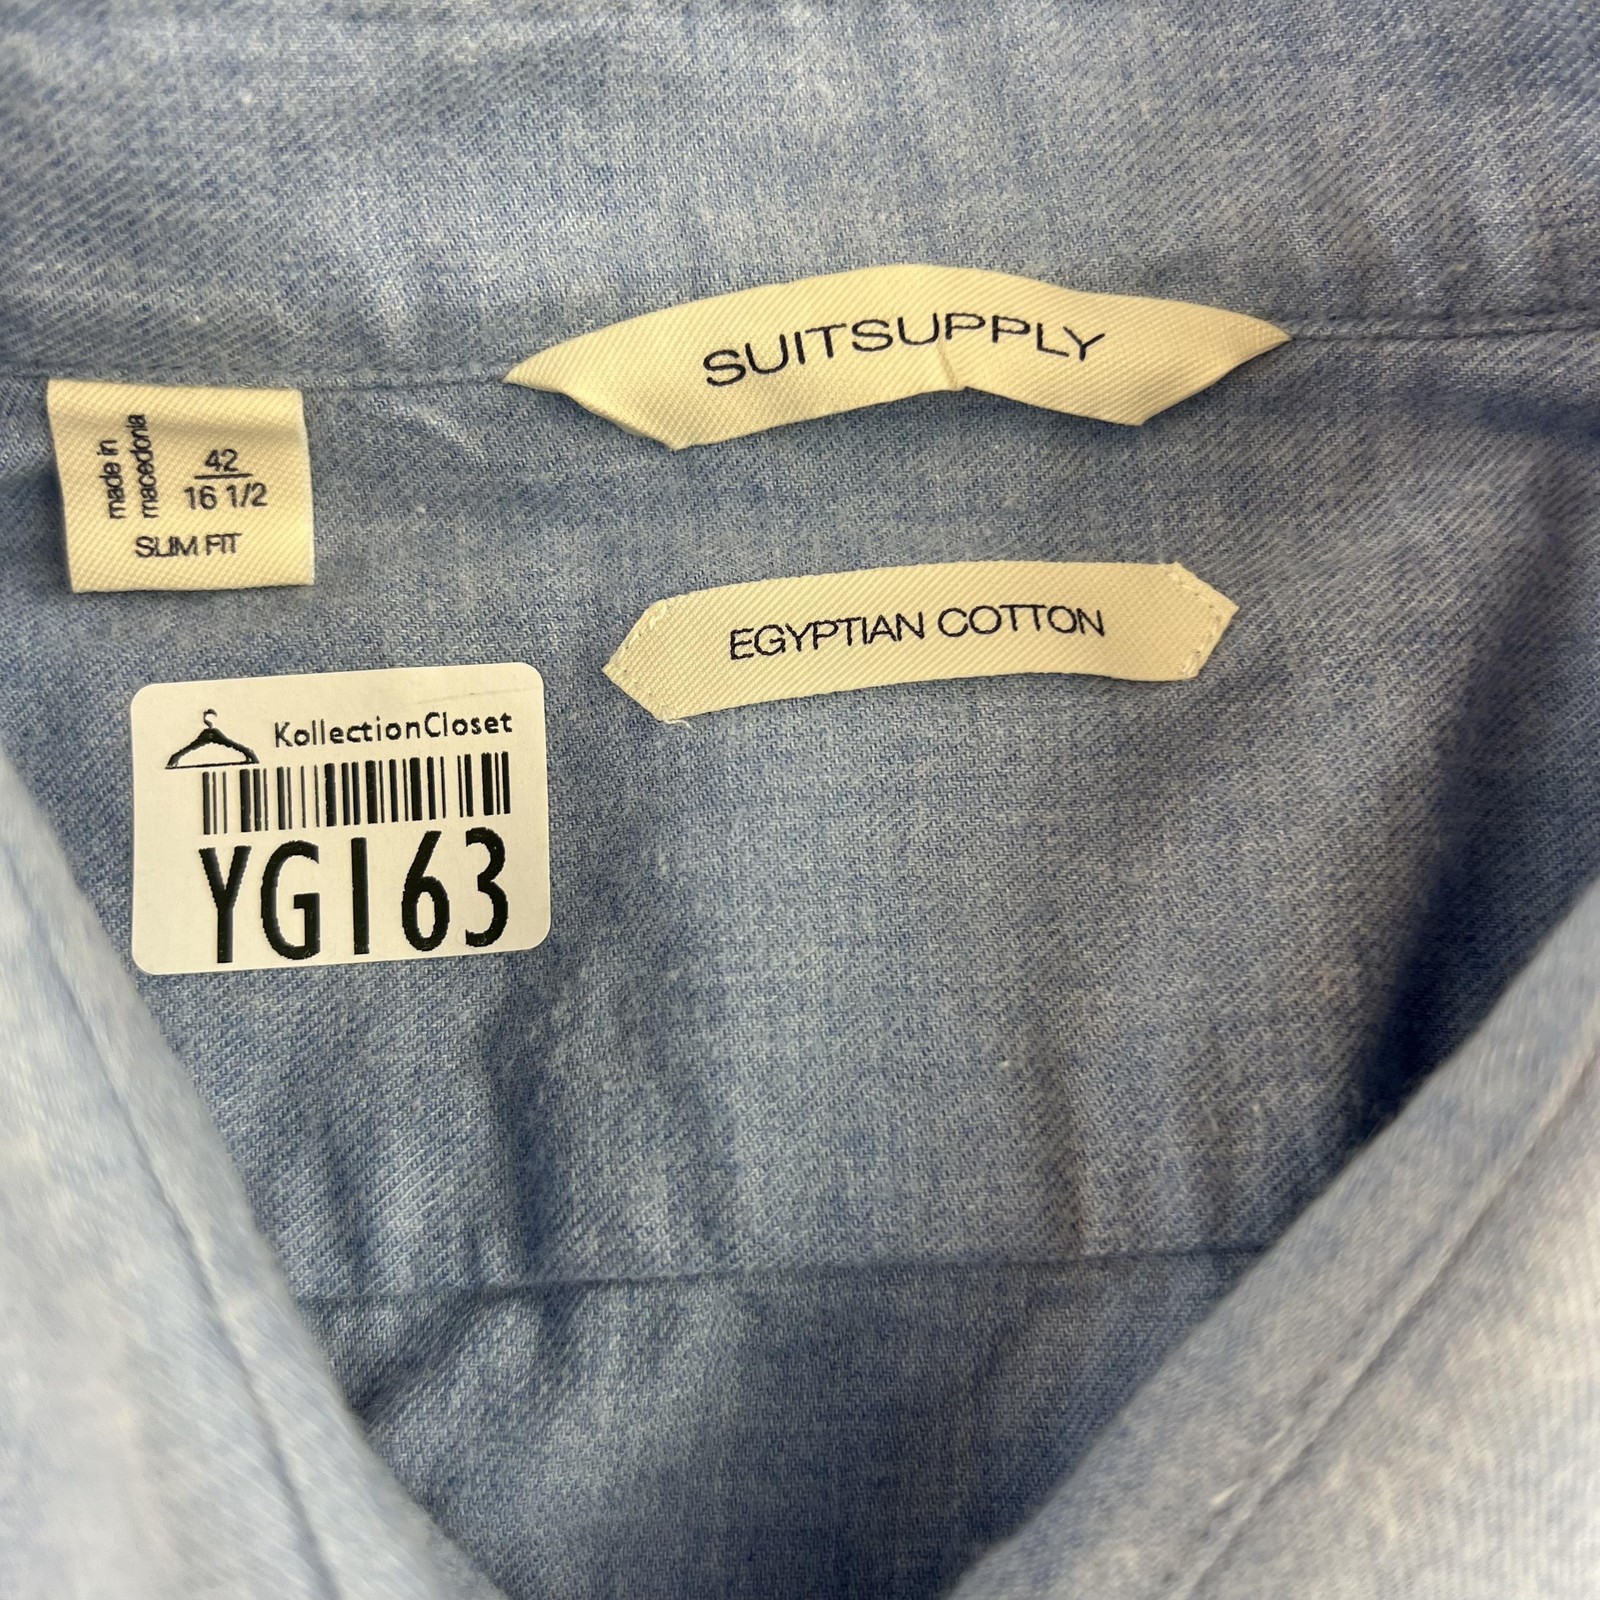 SUITSUPPLY
made in
macedonia
42
16 1/2
SLIM FIT
EGYPTIAN COTTON
KollectionCloset
YG163